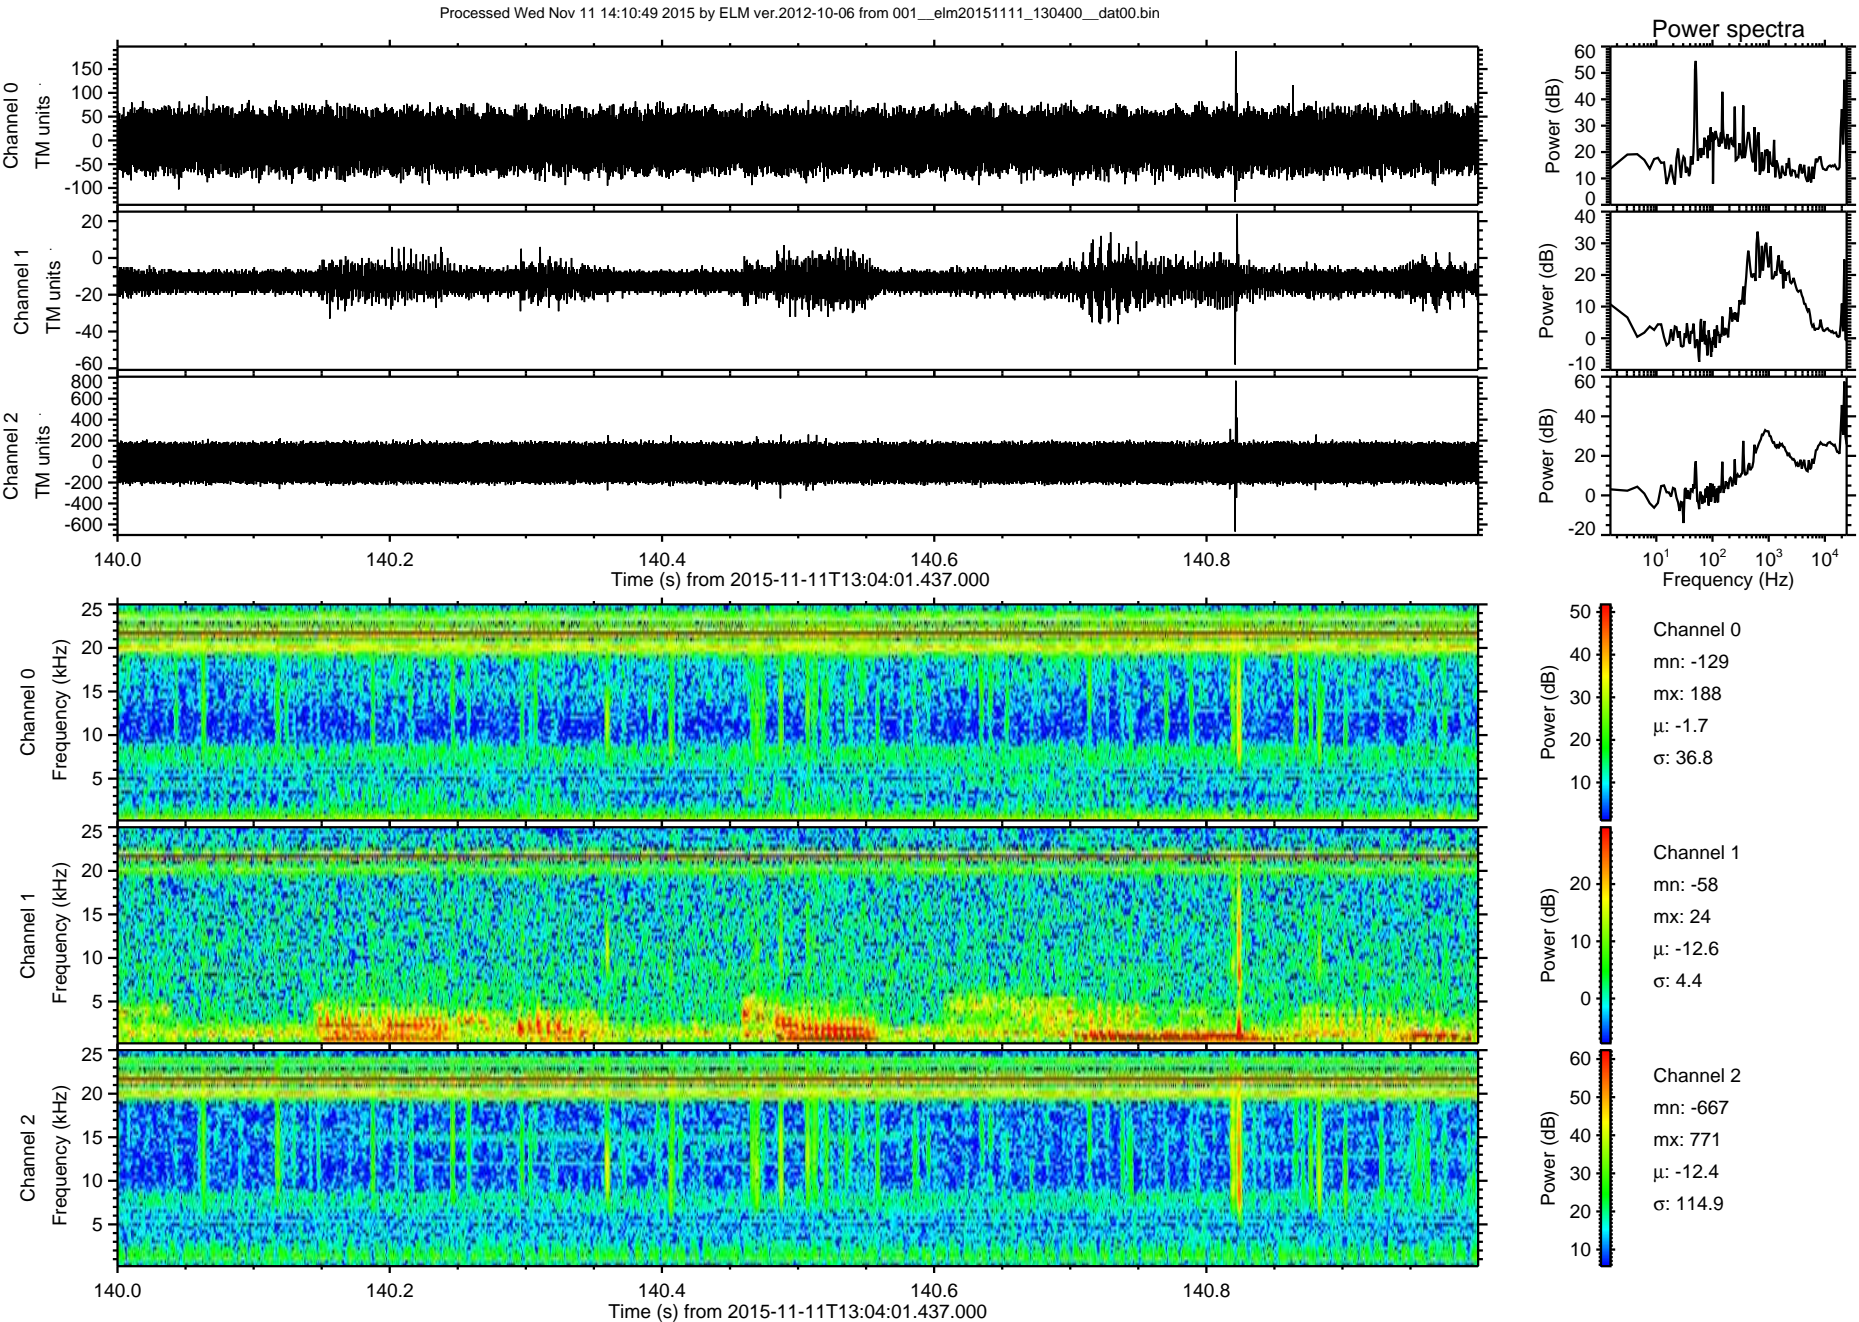 Processed Wed Nov 11 14:10:49 2015 by ELM ver.2012-10-06 from 001__elm20151111_130400__dat00.bin
Power spectra
Channel 0
TM units
150
100
50
0
-50
-100
Power (dB)
60
50
40
30
20
10
0
Channel 1
TM units
20
0
-20
-40
-60
Power (dB)
40
30
20
10
0
-10
Channel 2
TM units
800
600
400
200
0
-200
-400
-600
Power (dB)
60
40
20
0
-20
140.0 140.2 140.4 140.6 140.8
Time (s) from 2015-11-11T13:04:01.437.000
10¹ 10² 10³ 10⁴
Frequency (Hz)
Channel 0
Frequency (kHz)
25
20
15
10
5
Power (dB)
50
40
30
20
10
Channel 0
mn: -129
mx: 188
μ: -1.7
σ: 36.8
Channel 1
Frequency (kHz)
25
20
15
10
5
Power (dB)
20
10
0
Channel 1
mn: -58
mx: 24
μ: -12.6
σ: 4.4
Channel 2
Frequency (kHz)
25
20
15
10
5
Power (dB)
60
50
40
30
20
10
Channel 2
mn: -667
mx: 771
μ: -12.4
σ: 114.9
140.0 140.2 140.4 140.6 140.8
Time (s) from 2015-11-11T13:04:01.437.000